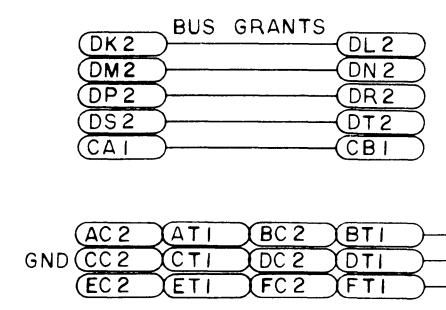 BUS GRANTS
DK2 DL2
DM2 DN2
DP2 DR2
DS2 DT2
CA1 CB1
AC2 AT1 BC2 BT1
GND CC2 CT1 DC2 DT1
EC2 ET1 FC2 FT1